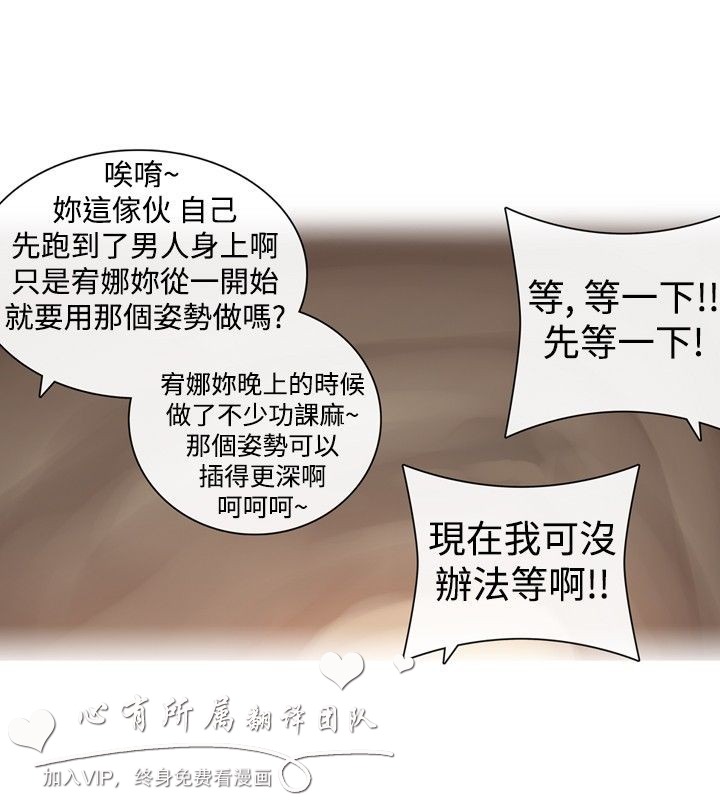 唉唷~
妳這傢伙 自己
先跑到了男人身上啊
只是宥娜妳從一開始
就要用那個姿勢做嗎?
宥娜妳晚上的時候
做了不少功課麻~
那個姿勢可以
插得更深啊
呵呵呵~
等, 等一下!!
先等一下!
現在我可沒
辦法等啊!!
心有所属翻译团队
加入VIP，终身免费看漫画